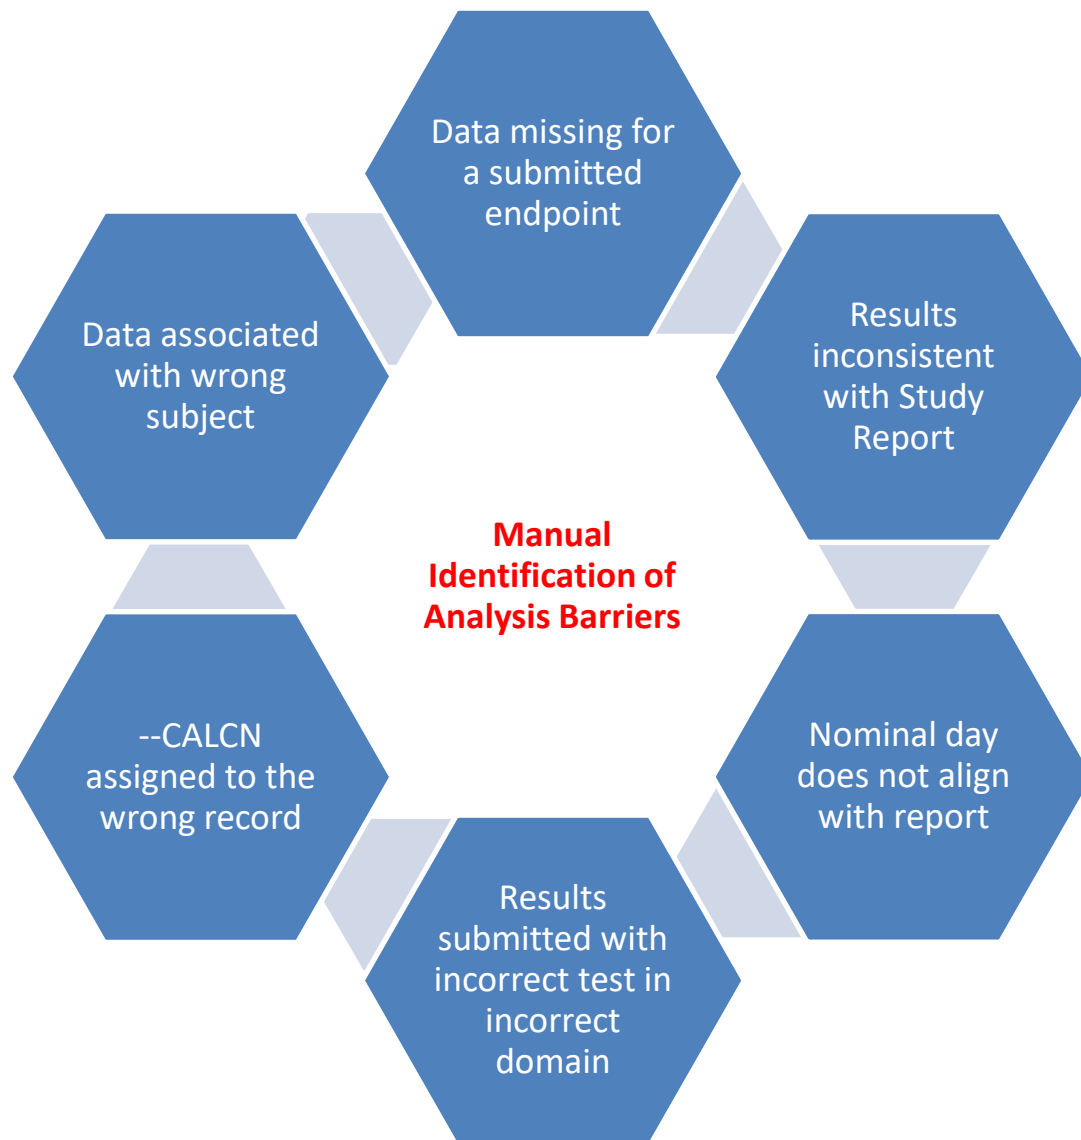 Data missing for
a submitted
endpoint
Results
inconsistent
with Study
Report
Nominal day
does not align
with report
Results
submitted with
incorrect test in
incorrect
domain
--CALCN
assigned to the
wrong record
Data associated
with wrong
subject
Manual
Identification of
Analysis Barriers